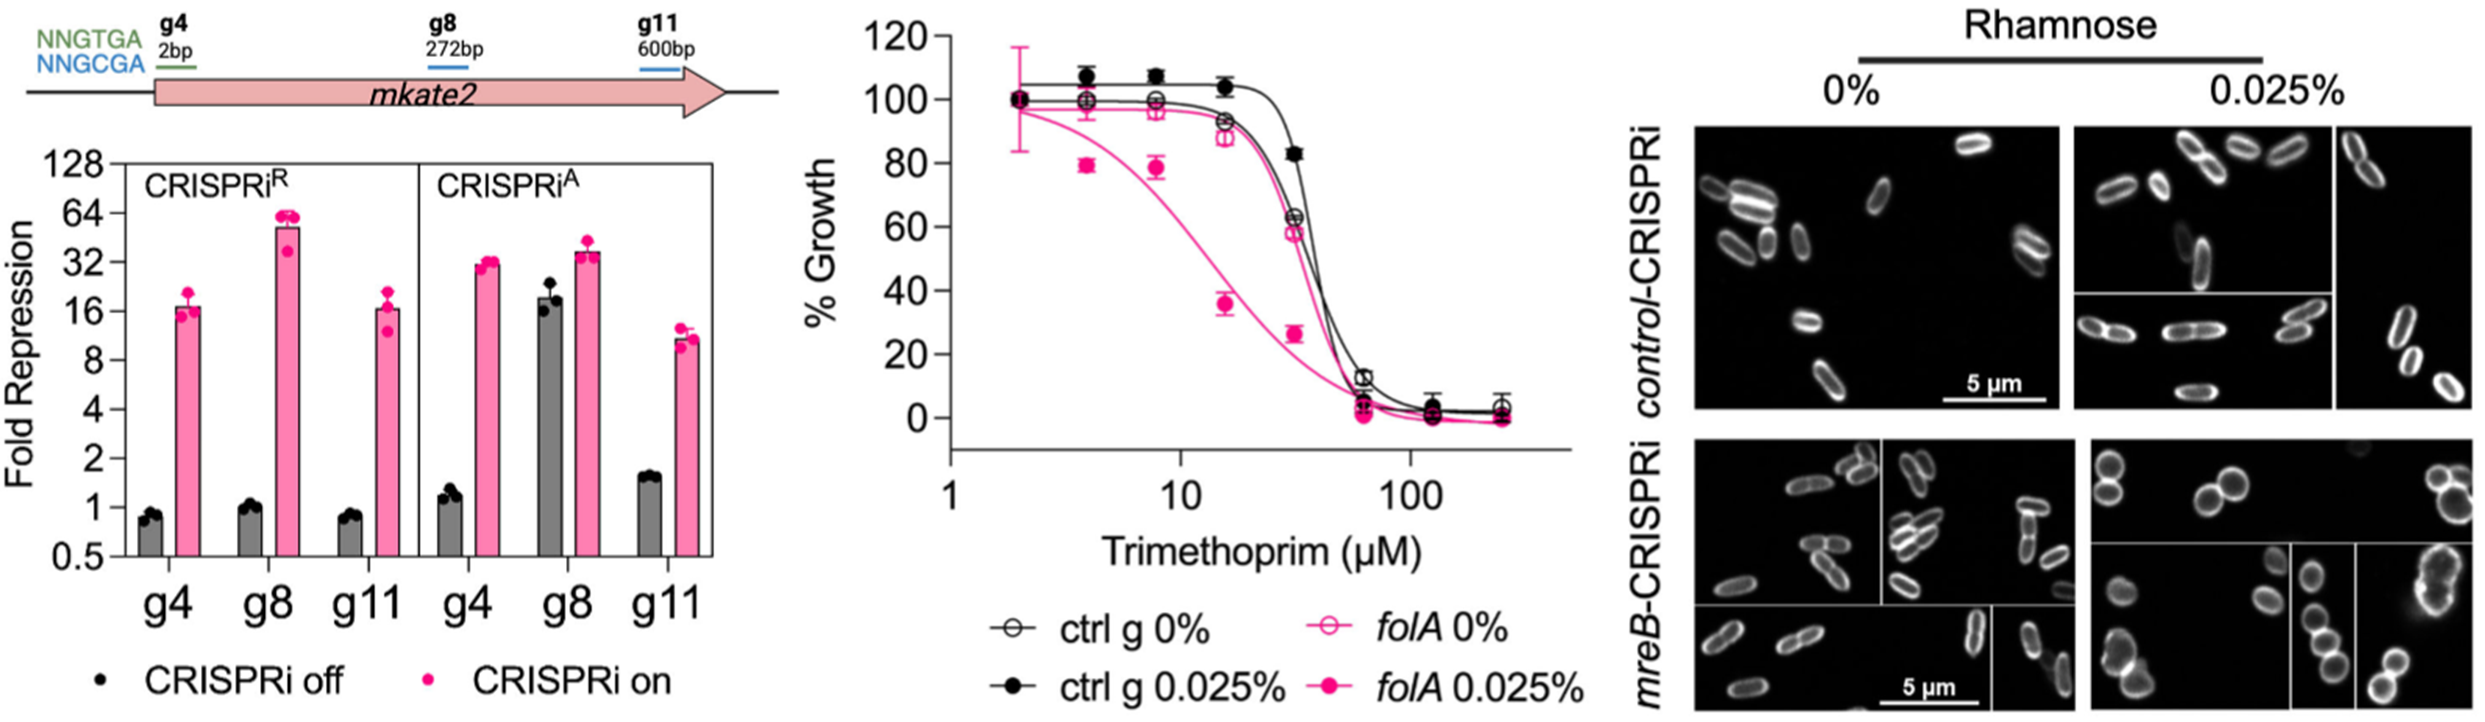 g4 g8 g11
NNGTGA 2bp 272bp 600bp
NNGCGA
mkate2
128
64
32
16
8
4
2
1
0.5
Fold Repression
CRISPRiR CRISPRiA
g4 g8 g11 g4 g8 g11
CRISPRi off CRISPRi on
120
100
80
60
40
20
0
% Growth
1 10 100
Trimethoprim (µM)
ctrl g 0% folA 0%
ctrl g 0.025% folA 0.025%
Rhamnose
0% 0.025%
control-CRISPRi
5 µm
mreB-CRISPRi
5 µm